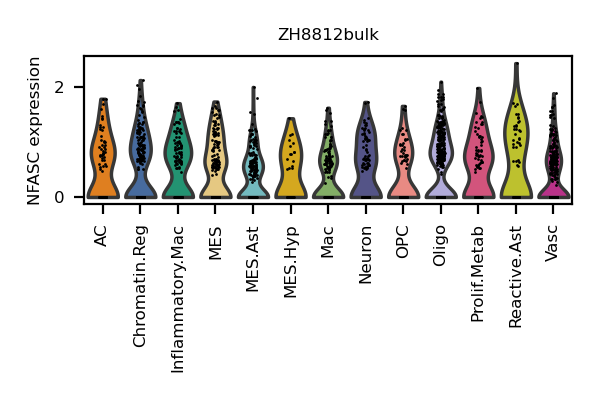 ZH8812bulk
NFASC expression
2
0
AC
Chromatin.Reg
Inflammatory.Mac
MES
MES.Ast
MES.Hyp
Mac
Neuron
OPC
Oligo
Prolif.Metab
Reactive.Ast
Vasc